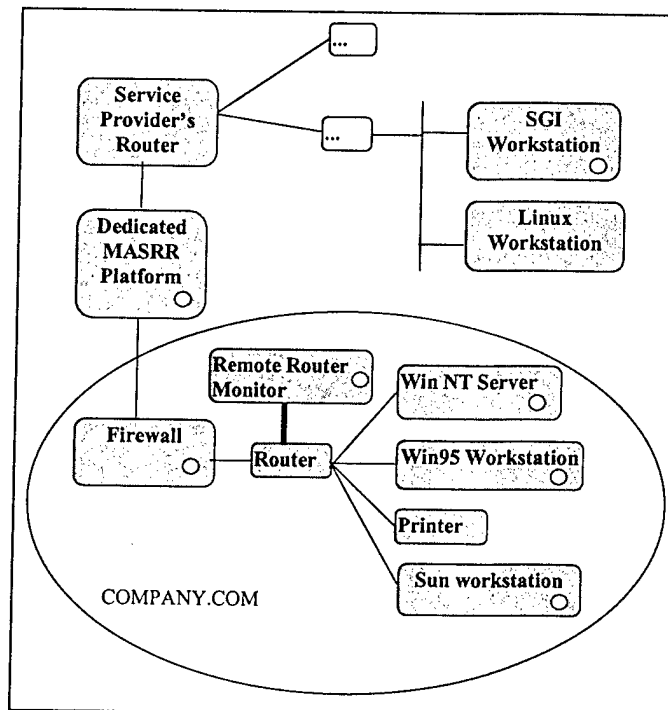 ...
Service
Provider's
Router
...
SGI
Workstation
Linux
Workstation
Dedicated
MASRR
Platform
Remote Router
Monitor
Win NT Server
Firewall
Router
Win95 Workstation
Printer
Sun workstation
COMPANY.COM